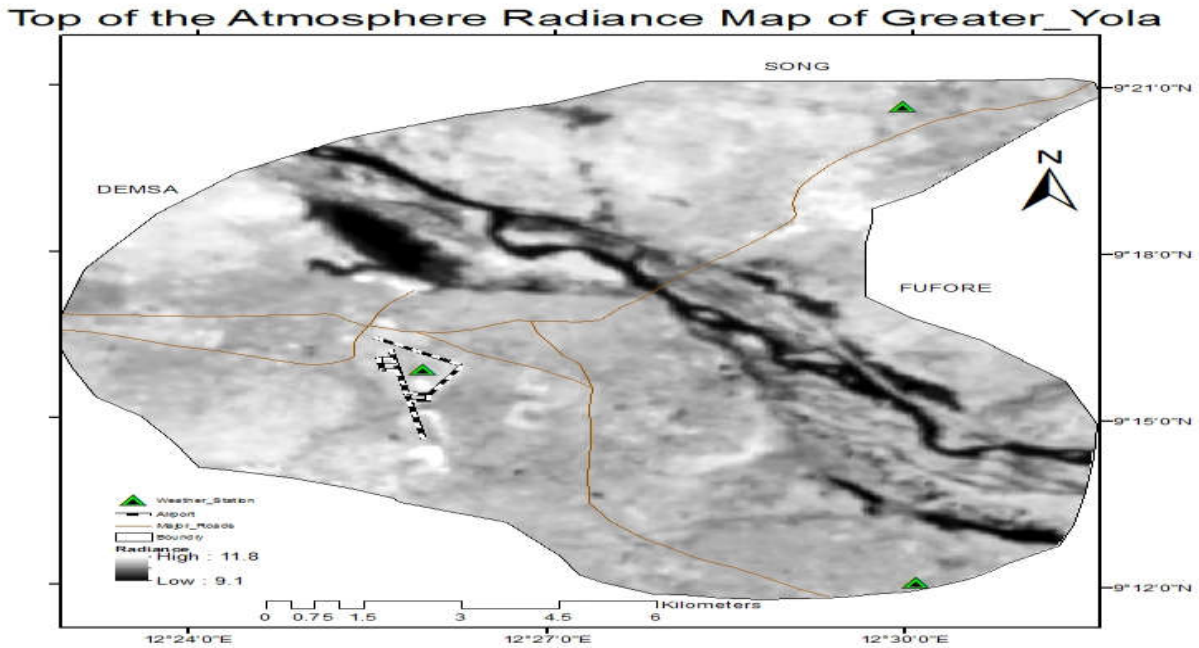 Top of the Atmosphere Radiance Map of Greater_Yola
SONG
9°21'0"N
N
DEMSA
9°18'0"N
FUFORE
9°15'0"N
Weather_Station
Airport
Major_Roads
Boundry
Radiance
High : 11.8
Low : 9.1
9°12'0"N
Kilometers
0 0.75 1.5 3 4.5 6
12°24'0"E 12°27'0"E 12°30'0"E